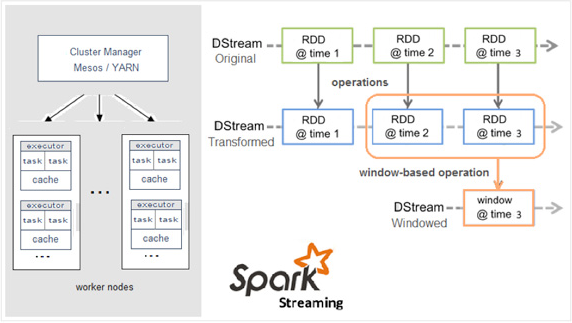 Cluster Manager
Mesos / YARN
executor
task task
cache
executor
task task
cache
...
...
executor
task task
cache
executor
task task
cache
...
worker nodes
DStream
Original
RDD
@ time 1
RDD
@ time 2
RDD
@ time 3
operations
DStream
Transformed
RDD
@ time 1
RDD
@ time 2
RDD
@ time 3
window-based operation
DStream
Windowed
window
@ time 3
Spark
Streaming